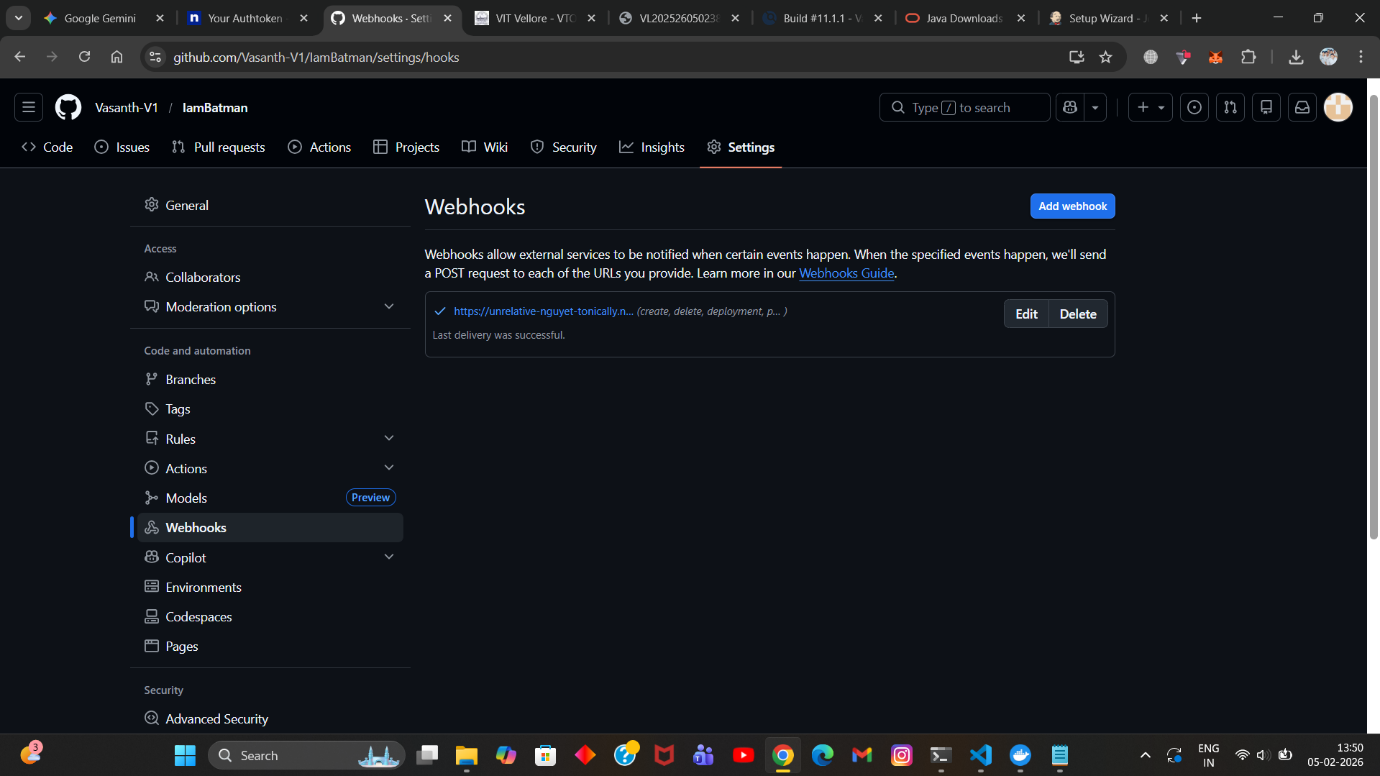 Google Gemini
Your Authtoken
Webhooks · Setti
VIT Vellore - VTO
VL202526050238
Build #11.1.1 - V
Java Downloads
Setup Wizard - J
github.com/Vasanth-V1/IamBatman/settings/hooks
Vasanth-V1 / IamBatman
Type / to search
Code
Issues
Pull requests
Actions
Projects
Wiki
Security
Insights
Settings
General
Access
Collaborators
Moderation options
Code and automation
Branches
Tags
Rules
Actions
Models
Preview
Webhooks
Copilot
Environments
Codespaces
Pages
Security
Advanced Security
Webhooks
Add webhook
Webhooks allow external services to be notified when certain events happen. When the specified events happen, we'll send
a POST request to each of the URLs you provide. Learn more in our Webhooks Guide.
https://unrelative-nguyet-tonically.n... (create, delete, deployment, p... )
Edit
Delete
Last delivery was successful.
3
Search
ENG
IN
13:50
05-02-2026